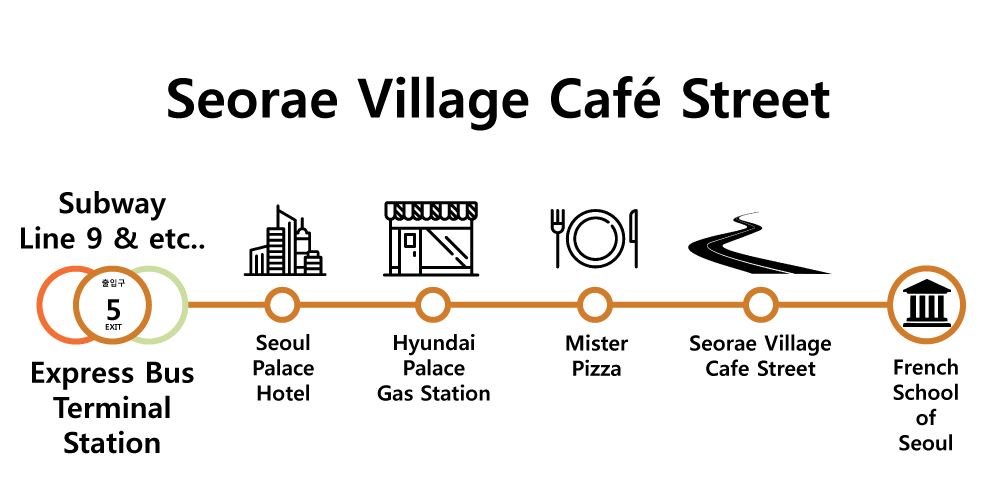 Seorae Village Café Street
Subway
Line 9 & etc..
출입구
5
EXIT
Express Bus
Terminal
Station
Seoul
Palace
Hotel
Hyundai
Palace
Gas Station
Mister
Pizza
Seorae Village
Cafe Street
French
School
of
Seoul